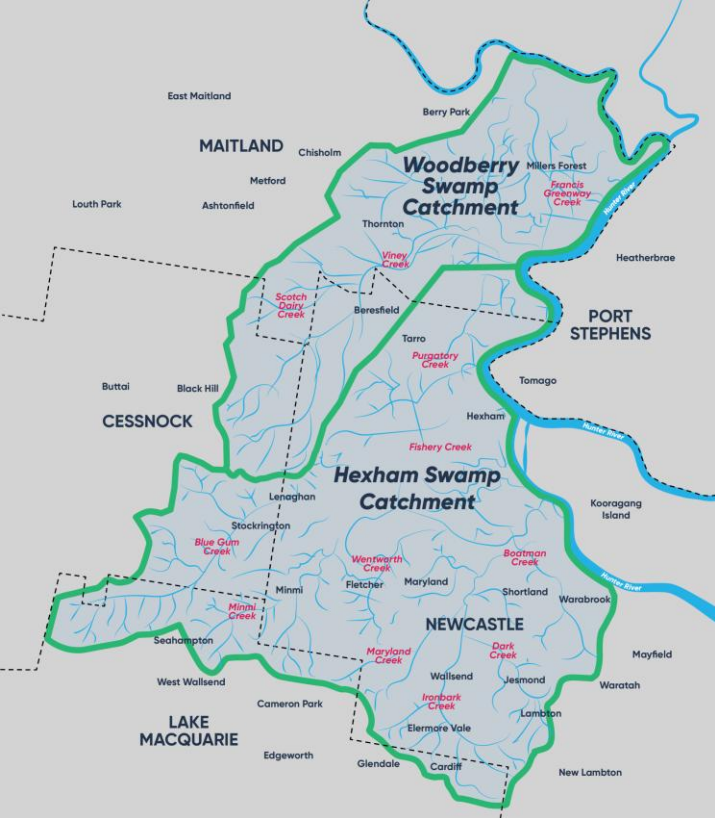 East Maitland
Berry Park
MAITLAND
Chisholm
Woodberry
Swamp
Catchment
Millers Forest
Metford
Francis
Greenway
Creek
Hunter River
Louth Park
Ashtonfield
Thornton
Viney
Creek
Heatherbrae
Scotch
Dairy
Creek
Beresfield
PORT
STEPHENS
Tarro
Purgatory
Creek
Tomago
Buttai
Black Hill
CESSNOCK
Hexham
Hunter River
Fishery Creek
Hexham Swamp
Catchment
Lenaghan
Kooragang
Island
Stockrington
Blue Gum
Creek
Wentworth
Creek
Boatman
Creek
Hunter River
Minmi
Fletcher
Maryland
Shortland
Warabrook
Minmi
Creek
NEWCASTLE
Seahampton
Maryland
Creek
Dark
Creek
Mayfield
West Wallsend
Wallsend
Jesmond
Waratah
Cameron Park
Ironbark
Creek
Lambton
LAKE
MACQUARIE
Elermore Vale
Edgeworth
Glendale
Cardiff
New Lambton